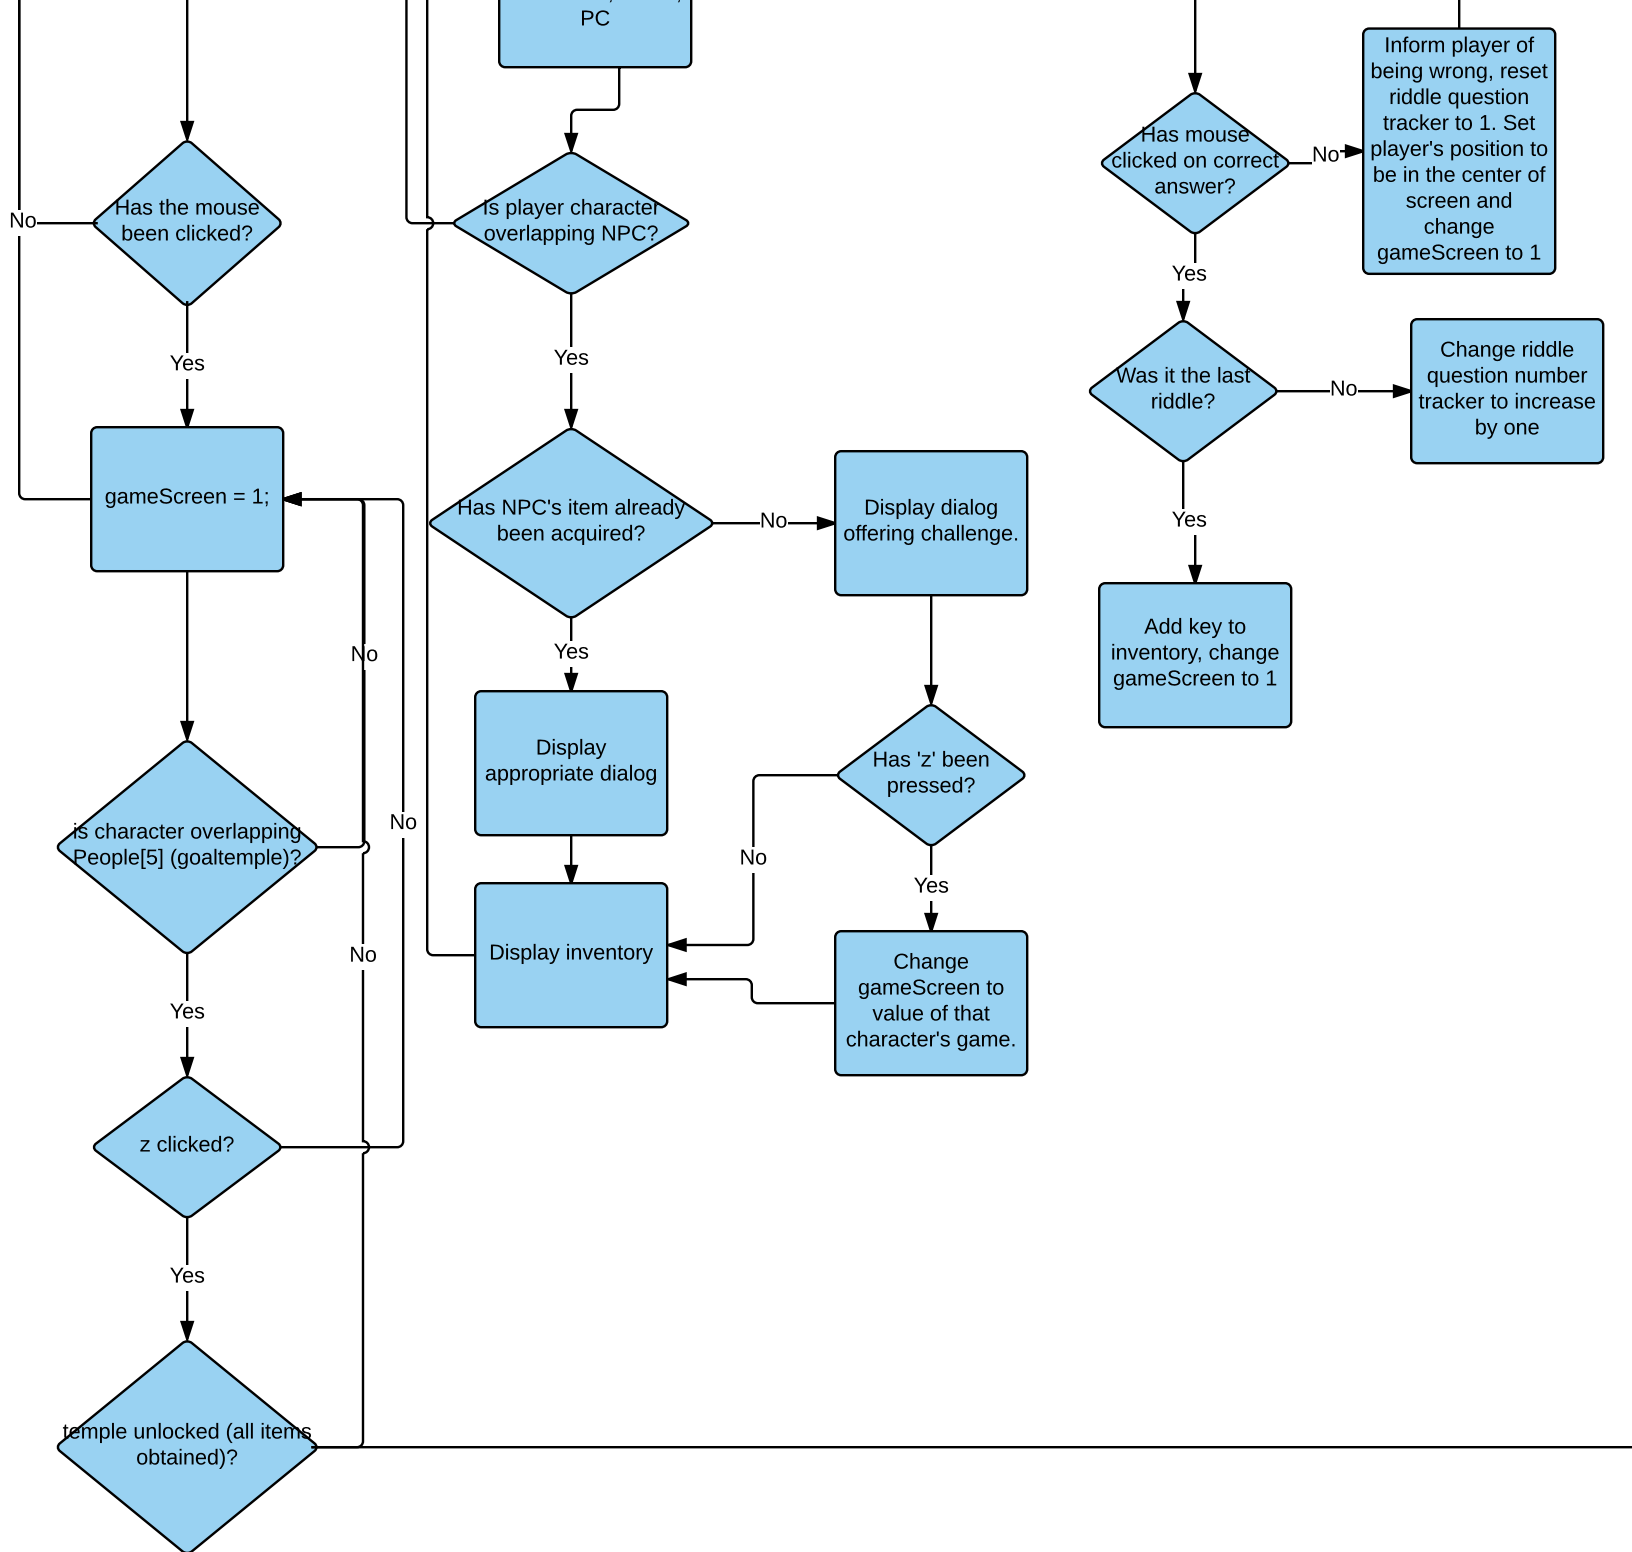 PC
Inform player of
being wrong, reset
riddle question
tracker to 1. Set
player's position to
be in the center of
screen and
change
gameScreen to 1
Has mouse
clicked on correct
answer?
No
Has the mouse
been clicked?
No
Is player character
overlapping NPC?
Yes
Yes
Yes
Was it the last
riddle?
No
Change riddle
question number
tracker to increase
by one
gameScreen = 1;
Has NPC's item already
been acquired?
No
Display dialog
offering challenge.
Yes
Add key to
inventory, change
gameScreen to 1
No
Yes
Display
appropriate dialog
Has 'z' been
pressed?
is character overlapping
People[5] (goaltemple)?
No
No
Yes
Display inventory
Change
gameScreen to
value of that
character's game.
No
Yes
z clicked?
Yes
temple unlocked (all items
obtained)?